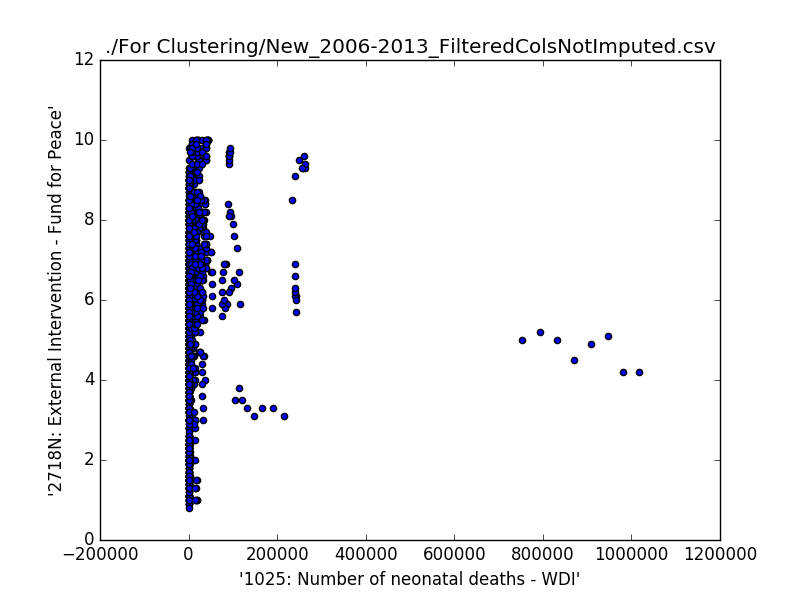 ./For Clustering/New_2006-2013_FilteredColsNotImputed.csv
12
10
8
6
4
2
0
'2718N: External Intervention - Fund for Peace'
−200000 0 200000 400000 600000 800000 1000000 1200000
'1025: Number of neonatal deaths - WDI'